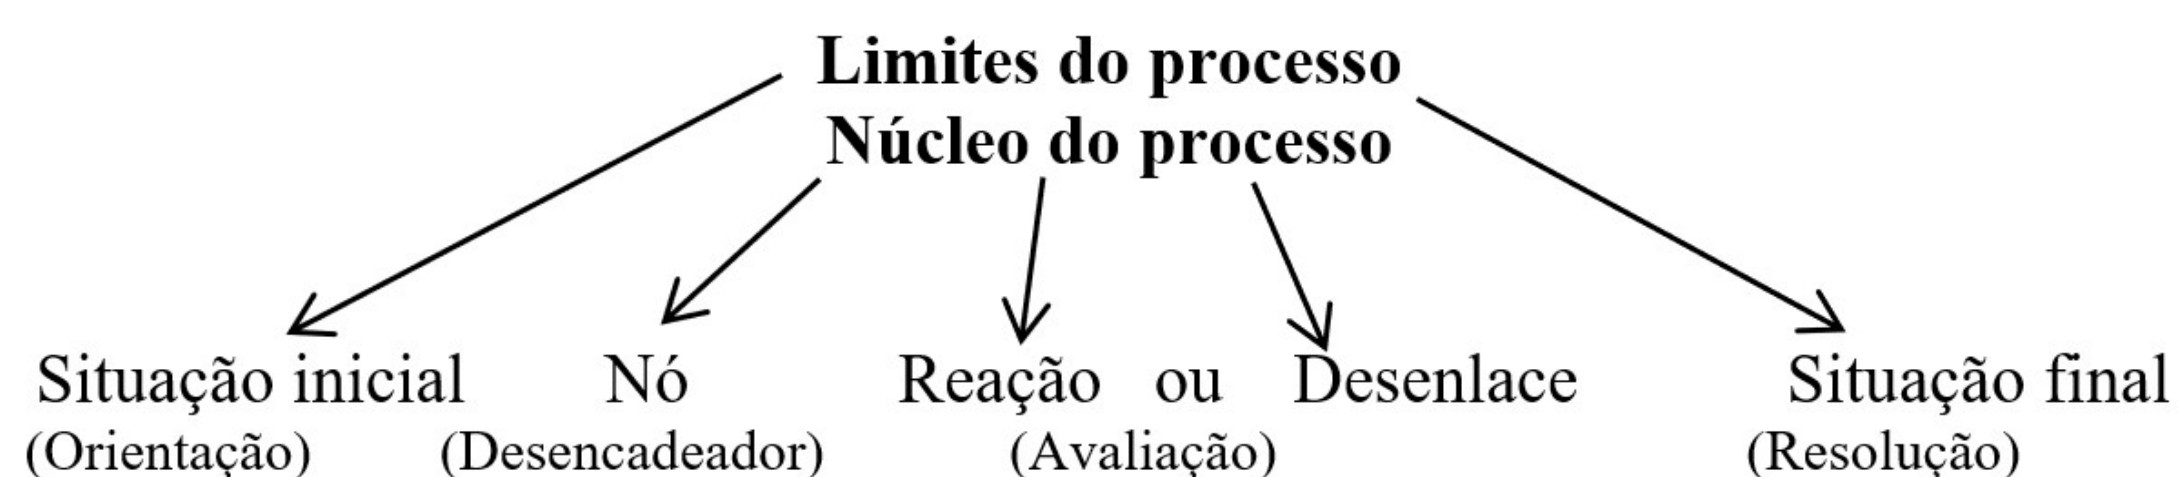 Limites do processo
Núcleo do processo
Situação inicial Nó Reação ou Desenlace Situação final
(Orientação) (Desencadeador) (Avaliação) (Resolução)